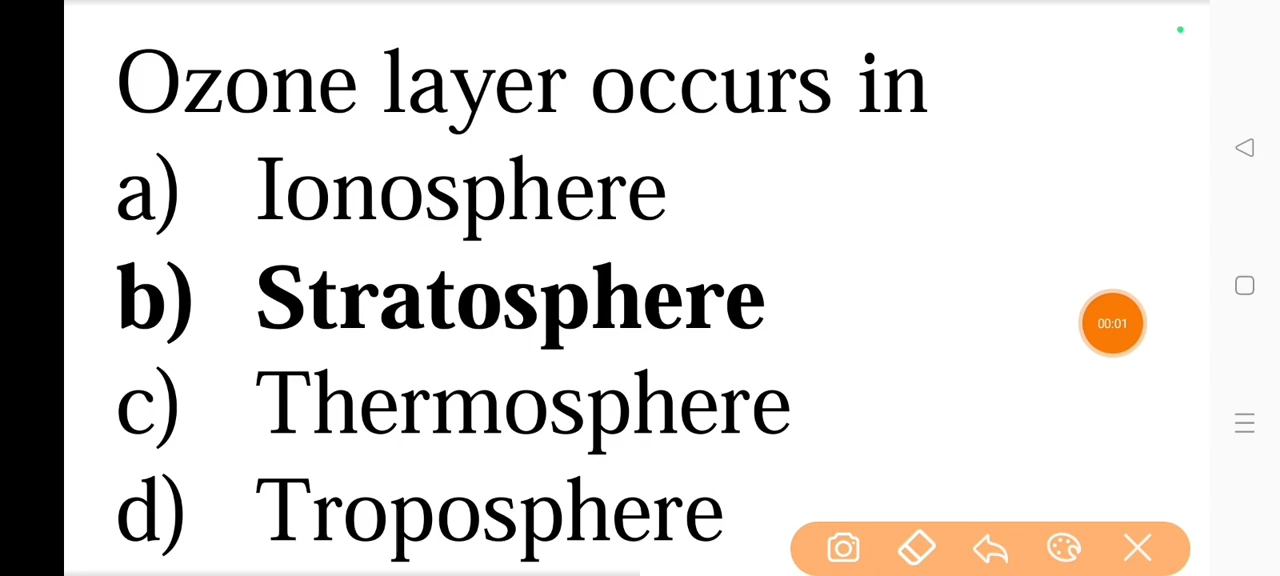 Ozone layer occurs in
a) Ionosphere
b) Stratosphere
c) Thermosphere
d) Troposphere
00:01